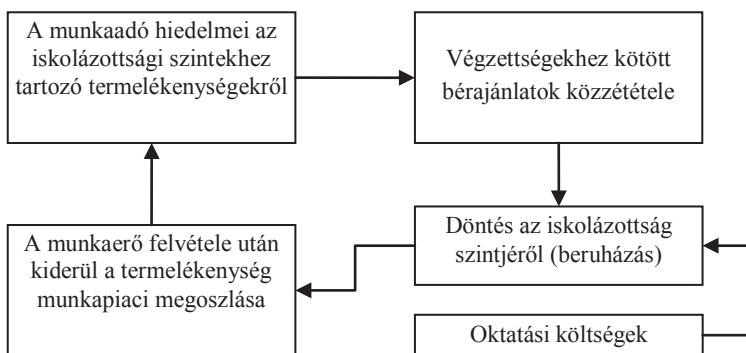 A munkaadó hiedelmei az
iskolázottsági szintekhez
tartozó termelékenységekről
Végzettségekhez kötött
bérajánlatok közzététele
Döntés az iskolázottság
szintjéről (beruházás)
A munkaerő felvétele után
kiderül a termelékenység
munkapiaci megoszlása
Oktatási költségek